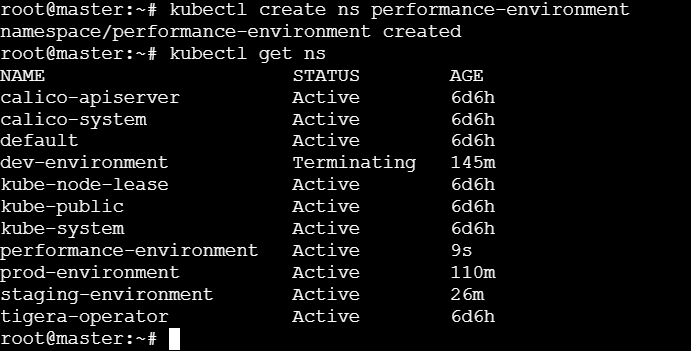 root@master:~# kubectl create ns performance-environment
namespace/performance-environment created
root@master:~# kubectl get ns
NAME                      STATUS        AGE
calico-apiserver          Active        6d6h
calico-system             Active        6d6h
default                   Active        6d6h
dev-environment           Terminating   145m
kube-node-lease           Active        6d6h
kube-public               Active        6d6h
kube-system               Active        6d6h
performance-environment   Active        9s
prod-environment          Active        110m
staging-environment       Active        26m
tigera-operator           Active        6d6h
root@master:~#